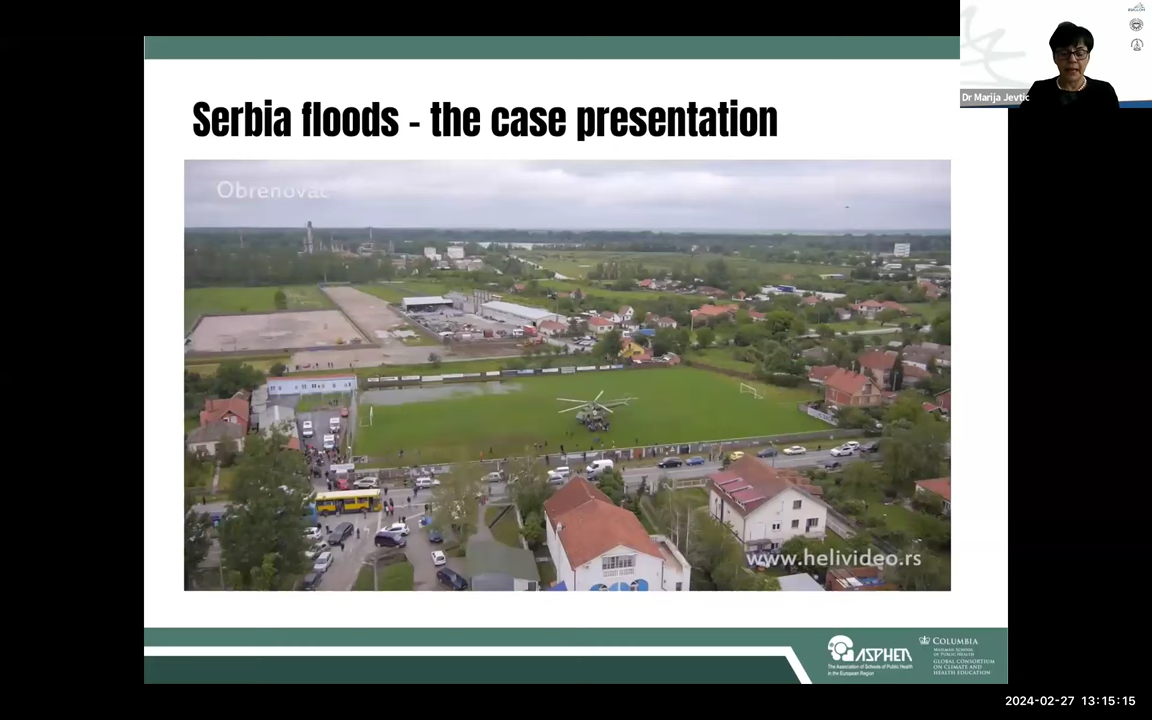 Dr Marija Jevtic
Serbia floods - the case presentation
Obrenovac
www.helivideo.rs
ASPHER
The Association of Schools of Public Health
in the European Region
COLUMBIA
MAILMAN SCHOOL
OF PUBLIC HEALTH
GLOBAL CONSORTIUM
ON CLIMATE AND
HEALTH EDUCATION
2024-02-27 13:15:15